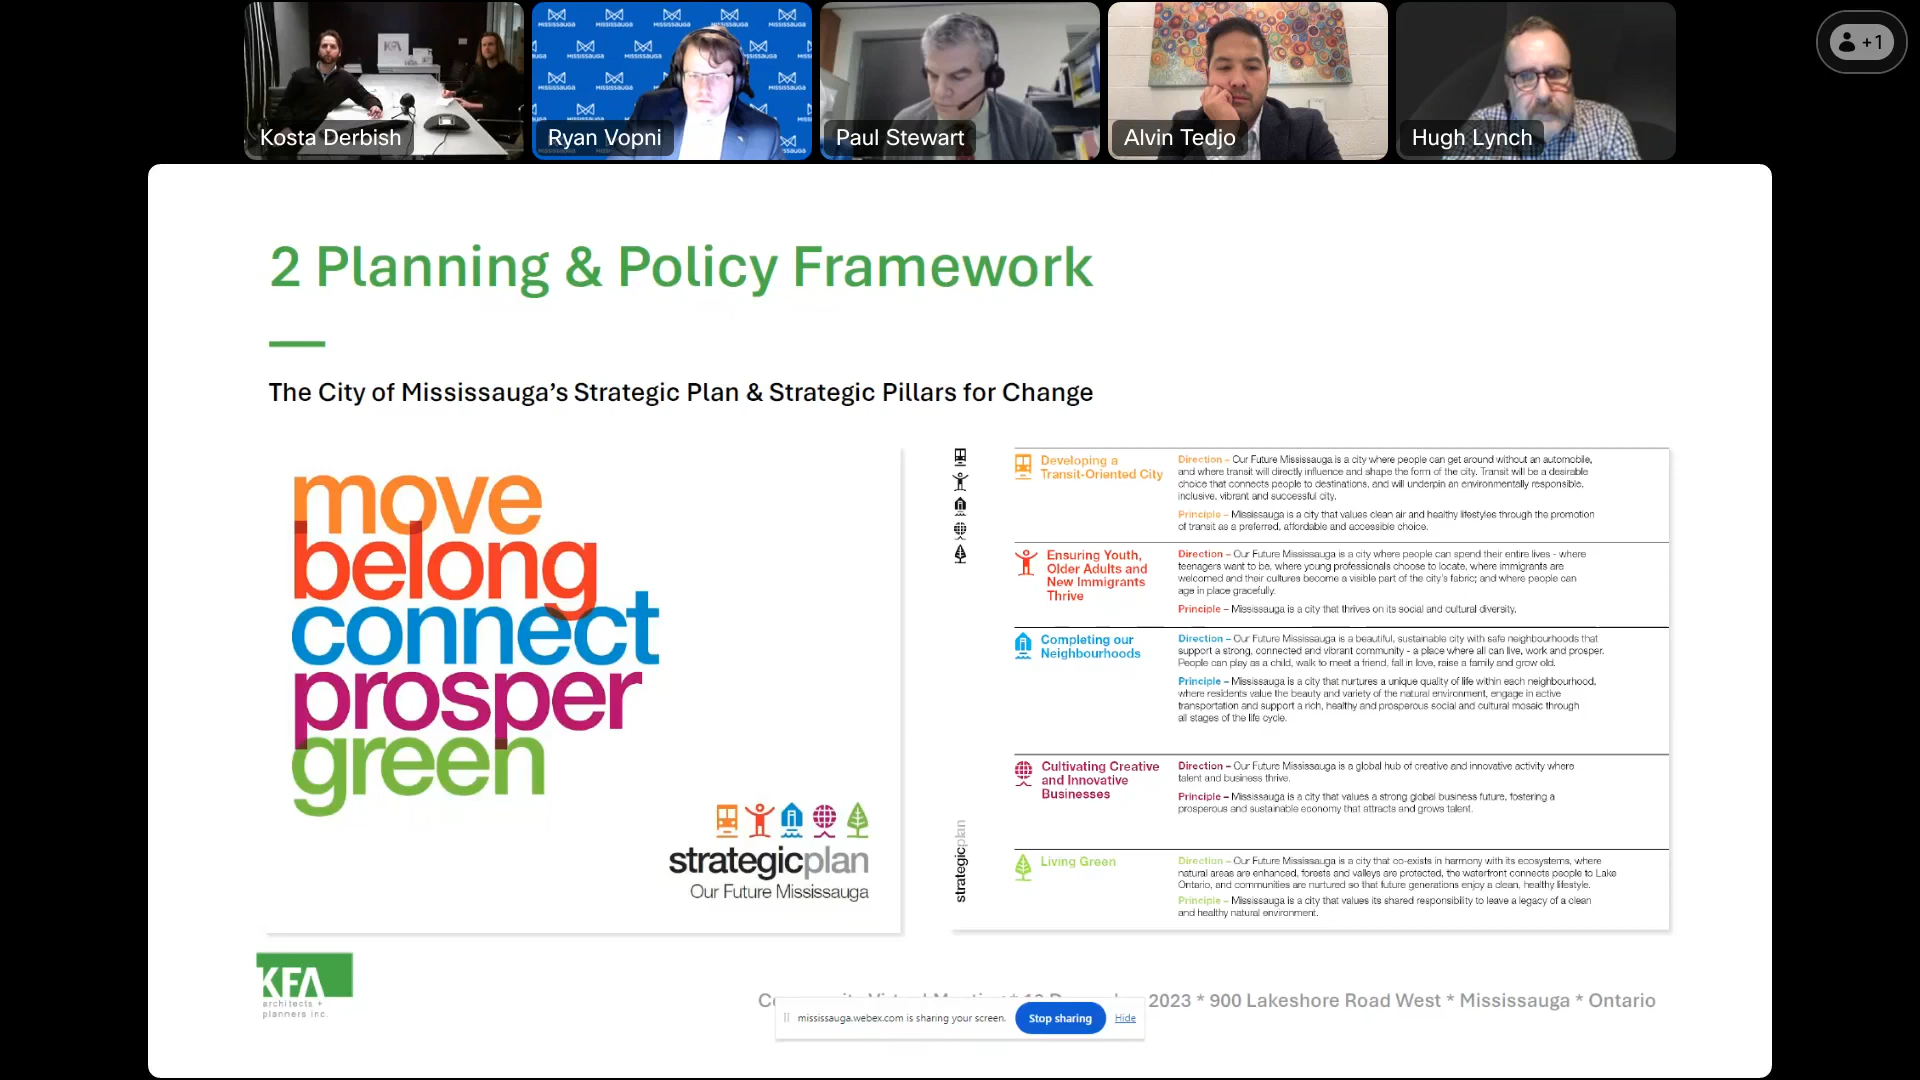 Kosta Derbish
Ryan Vopni
Paul Stewart
Alvin Tedjo
Hugh Lynch
+1
2 Planning & Policy Framework
The City of Mississauga's Strategic Plan & Strategic Pillars for Change
move
belong
connect
prosper
green
strategicplan
Our Future Mississauga
strategicplan
Developing a
Transit-Oriented City
Direction – Our Future Mississauga is a city where people can get around without an automobile,
and where transit will directly influence and shape the form of the city. Transit will be a desirable
choice that connects people to destinations, and will underpin an environmentally responsible,
inclusive, vibrant and successful city.
Principle – Mississauga is a city that values clean air and healthy lifestyles through the promotion
of transit as a preferred, affordable and accessible choice.
Ensuring Youth,
Older Adults and
New Immigrants
Thrive
Direction – Our Future Mississauga is a city where people can spend their entire lives - where
teenagers want to be, where young professionals choose to locate, where immigrants are
welcomed and their cultures become a visible part of the city's fabric; and where people can
age in place gracefully.
Principle – Mississauga is a city that thrives on its social and cultural diversity.
Completing our
Neighbourhoods
Direction – Our Future Mississauga is a beautiful, sustainable city with safe neighbourhoods that
support a strong, connected and vibrant community - a place where all can live, work and prosper.
People can play as a child, walk to meet a friend, fall in love, raise a family and grow old.
Principle – Mississauga is a city that nurtures a unique quality of life within each neighbourhood,
where residents value the beauty and variety of the natural environment, engage in active
transportation and support a rich, healthy and prosperous social and cultural mosaic through
all stages of the life cycle.
Cultivating Creative
and Innovative
Businesses
Direction – Our Future Mississauga is a global hub of creative and innovative activity where
talent and business thrive.
Principle – Mississauga is a city that values a strong global business future, fostering a
prosperous and sustainable economy that attracts and grows talent.
Living Green
Direction – Our Future Mississauga is a city that co-exists in harmony with its ecosystems, where
natural areas are enhanced, forests and valleys are protected, the waterfront connects people to Lake
Ontario, and communities are nurtured so that future generations enjoy a clean, healthy lifestyle.
Principle – Mississauga is a city that values its shared responsibility to leave a legacy of a clean
and healthy natural environment.
KFA
architects +
planners inc.
2023 * 900 Lakeshore Road West * Mississauga * Ontario
mississauga.webex.com is sharing your screen.
Stop sharing
Hide